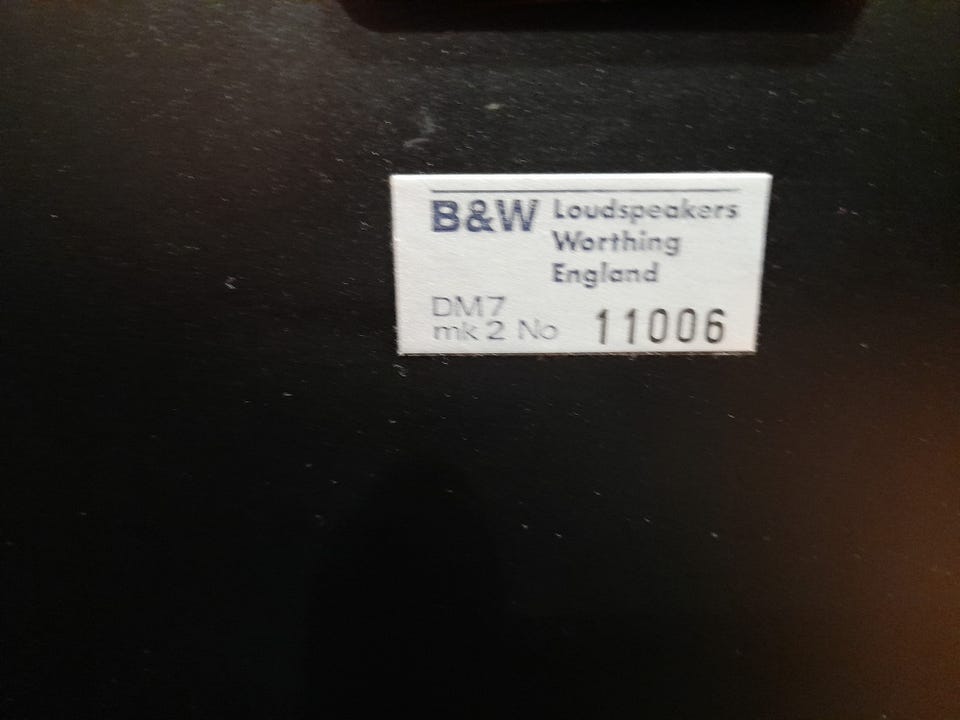 B&W Loudspeakers
Worthing
England
DM7
mk 2 No 11006